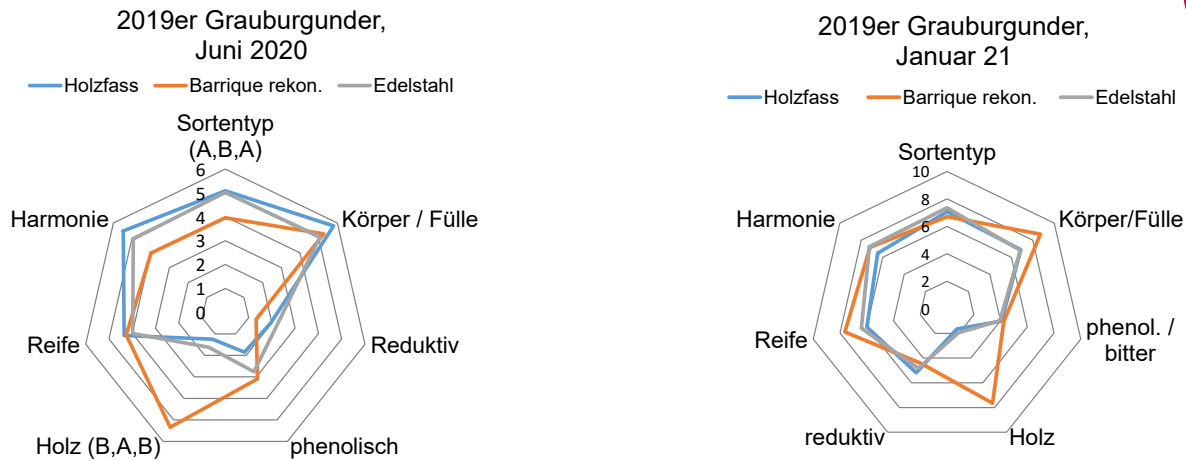 2019er Grauburgunder,
Juni 2020
Holzfass Barrique rekon. Edelstahl
Sortentyp
(A,B,A)
6
5
4
3
2
1
0
Harmonie
Körper / Fülle
Reife
Reduktiv
Holz (B,A,B)
phenolisch
2019er Grauburgunder,
Januar 21
Holzfass Barrique rekon. Edelstahl
Sortentyp
10
8
6
4
2
0
Harmonie
Körper/Fülle
Reife
phenol. /
bitter
reduktiv
Holz